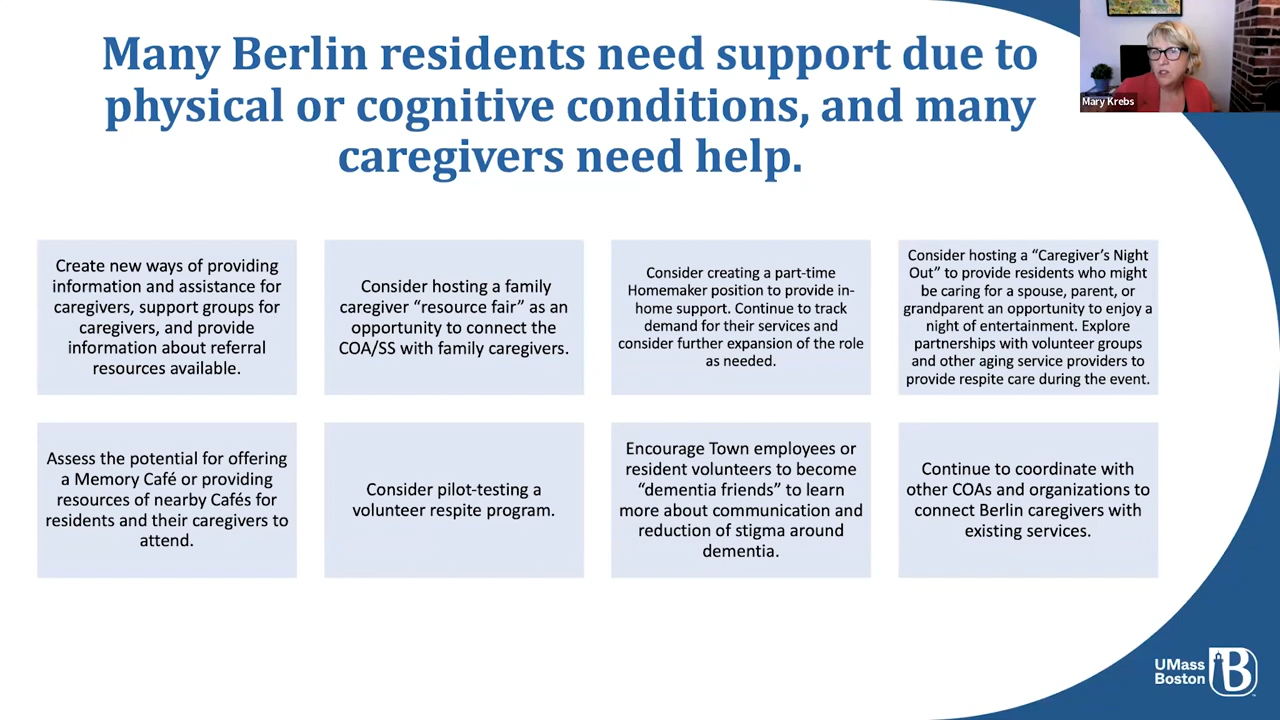 Many Berlin residents need support due to
physical or cognitive conditions, and many
caregivers need help.
Mary Krebs
Create new ways of providing
information and assistance for
caregivers, support groups for
caregivers, and provide
information about referral
resources available.
Consider hosting a family
caregiver “resource fair” as an
opportunity to connect the
COA/SS with family caregivers.
Consider creating a part-time
Homemaker position to provide in-
home support. Continue to track
demand for their services and
consider further expansion of the role
as needed.
Consider hosting a “Caregiver’s Night
Out” to provide residents who might
be caring for a spouse, parent, or
grandparent an opportunity to enjoy a
night of entertainment. Explore
partnerships with volunteer groups
and other aging service providers to
provide respite care during the event.
Assess the potential for offering
a Memory Café or providing
resources of nearby Cafés for
residents and their caregivers to
attend.
Consider pilot-testing a
volunteer respite program.
Encourage Town employees or
resident volunteers to become
“dementia friends” to learn
more about communication and
reduction of stigma around
dementia.
Continue to coordinate with
other COAs and organizations to
connect Berlin caregivers with
existing services.
UMass
Boston
B